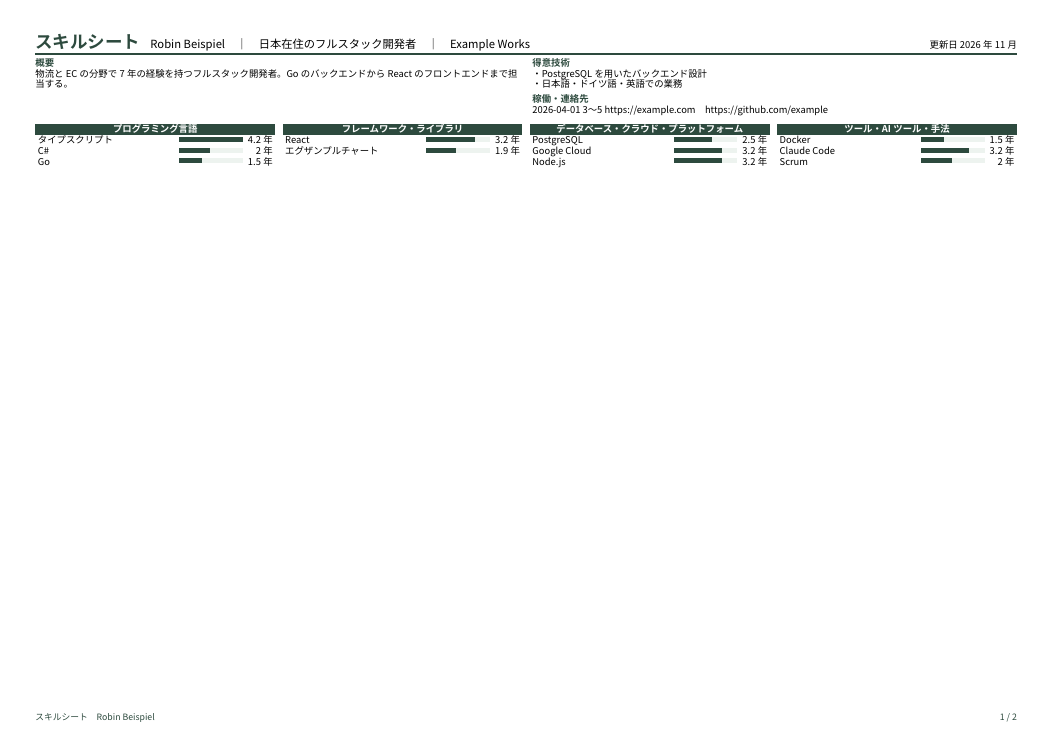 スキルシート Robin Beispiel ｜ 日本在住のフルスタック開発者 ｜ Example Works
更新日 2026 年 11 月
概要
物流と EC の分野で 7 年の経験を持つフルスタック開発者。Go のバックエンドから React のフロントエンドまで担
当する。
得意技術
・PostgreSQL を用いたバックエンド設計
・日本語・ドイツ語・英語での業務
稼働・連絡先
2026-04-01 3〜5 https://example.com https://github.com/example
プログラミング言語
タイプスクリプト 4.2 年
C# 2 年
Go 1.5 年
フレームワーク・ライブラリ
React 3.2 年
エグザンプルチャート 1.9 年
データベース・クラウド・プラットフォーム
PostgreSQL 2.5 年
Google Cloud 3.2 年
Node.js 3.2 年
ツール・AI ツール・手法
Docker 1.5 年
Claude Code 3.2 年
Scrum 2 年
スキルシート Robin Beispiel
1 / 2